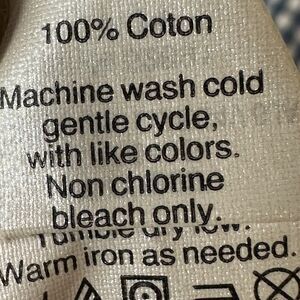 100% Coton
Machine wash cold
gentle cycle,
with like colors.
Non chlorine
bleach only.
Tumble dry low.
Warm iron as needed.